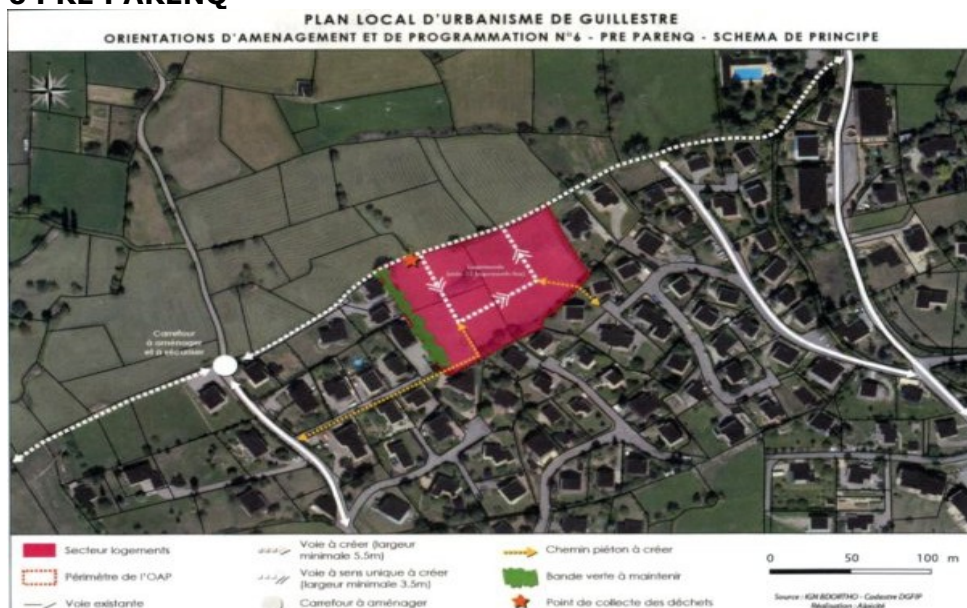 PLAN LOCAL D'URBANISME DE GUILLESTRE
ORIENTATIONS D'AMENAGEMENT ET DE PROGRAMMATION N°6 - PRE PARENQ - SCHEMA DE PRINCIPE
Carrefour
à aménager
et à sécuriser
Secteur logements
Périmètre de l'OAP
Voie existante
Voie à créer (largeur
minimale 5,5m)
Voie à sens unique à créer
(largeur minimale 3,5m)
Carrefour à aménager
Chemin piéton à créer
Bande verte à maintenir
Point de collecte des déchets
0 50 100 m
Source : IGN BDORTHO - Cadastre DGFIP